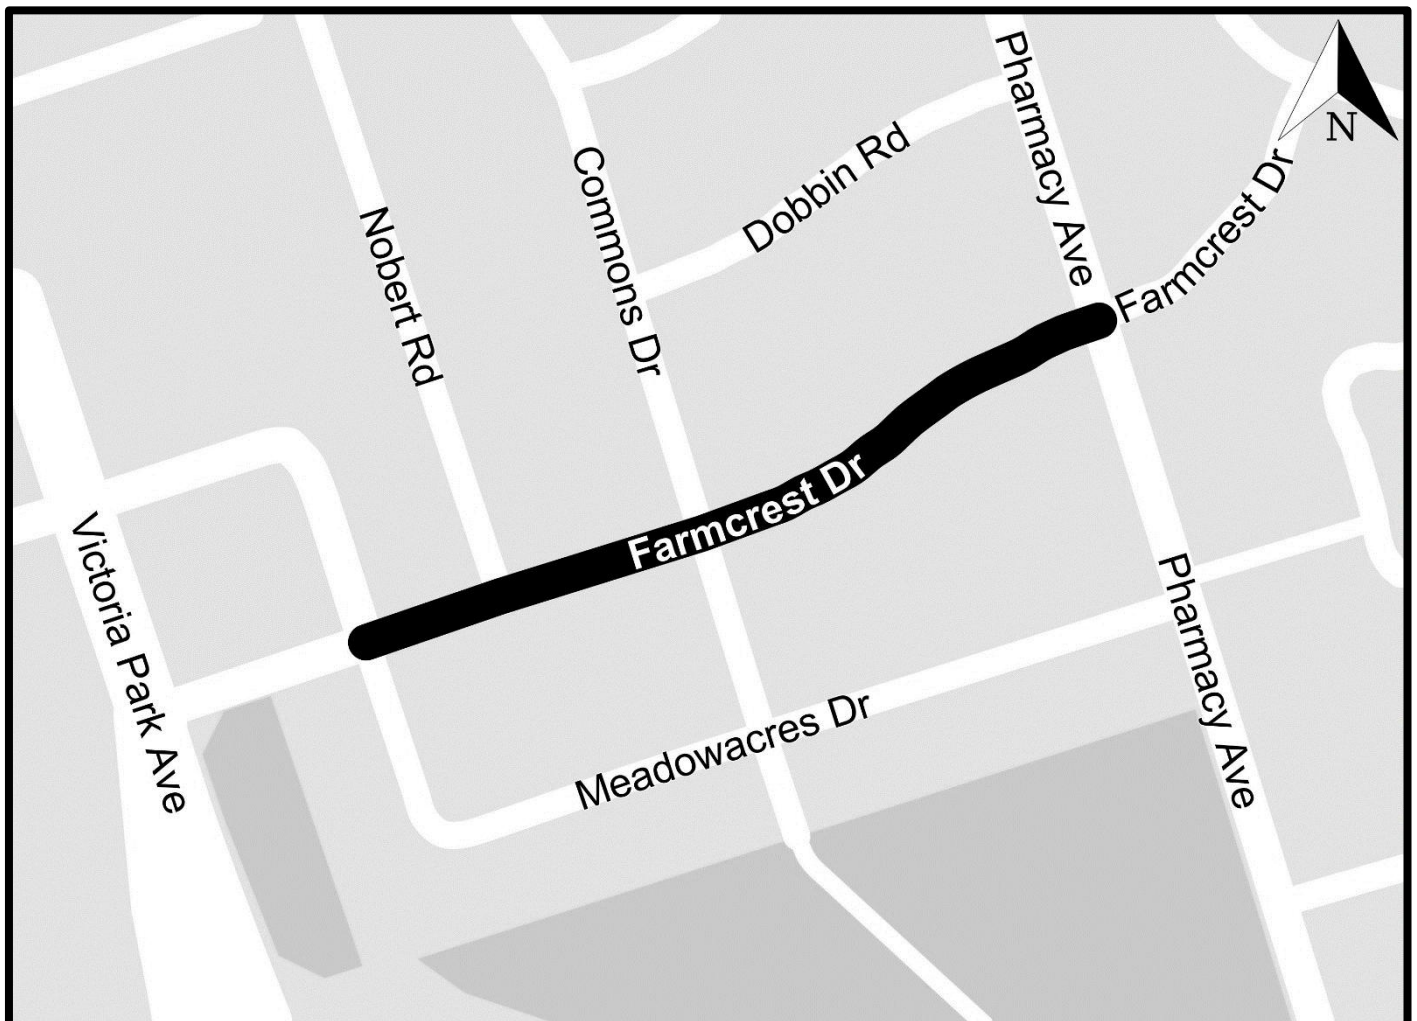 Pharmacy Ave
N
Commons Dr
Dobbin Rd
Farmcrest Dr
Nobert Rd
Farmcrest Dr
Victoria Park Ave
Pharmacy Ave
Meadowacres Dr